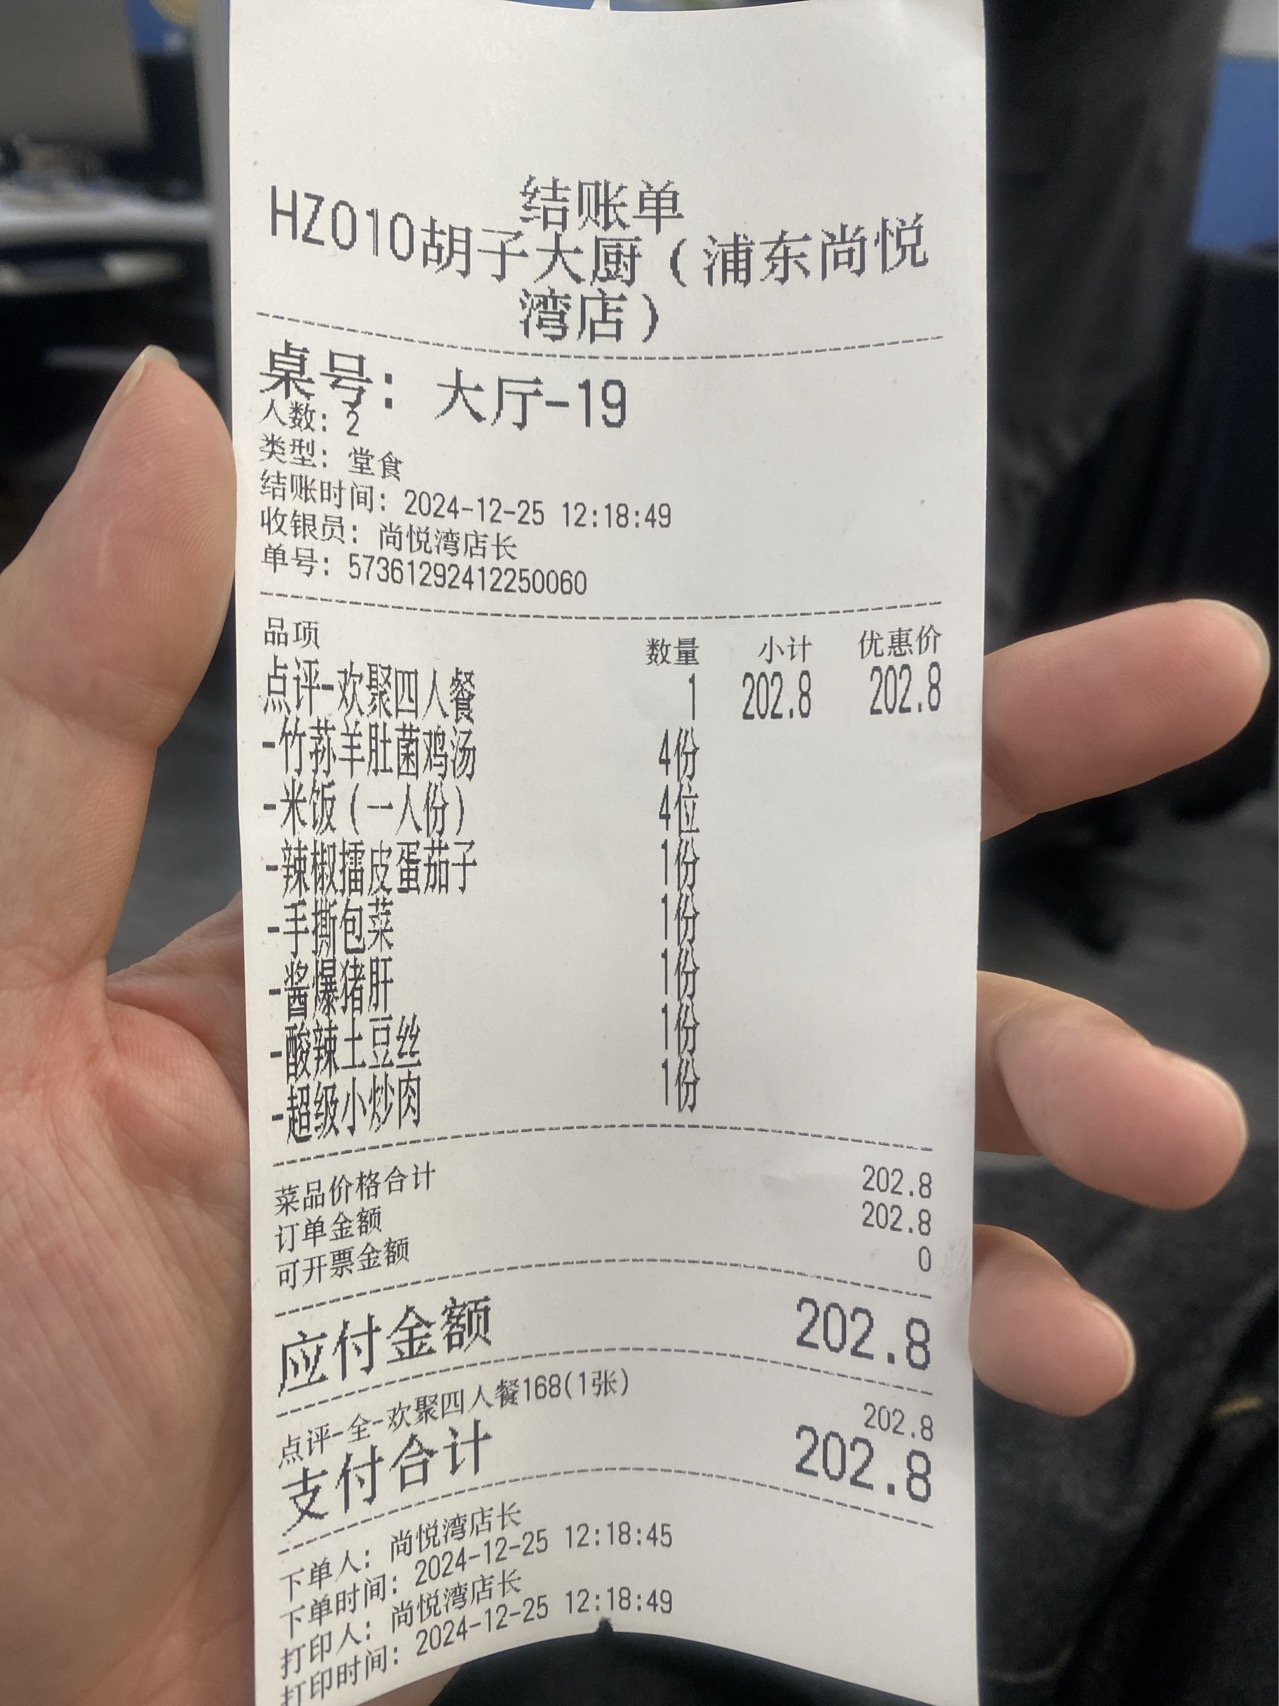 结账单
HZ010胡子大厨（浦东尚悦
湾店）
桌号：大厅-19
人数：2
类型：堂食
结账时间：2024-12-25 12:18:49
收银员：尚悦湾店长
单号：57361292412250060
品项 数量 小计 优惠价
点评-欢聚四人餐 1 202.8 202.8
-竹荪羊肚菌鸡汤 4份
-米饭（一人份） 4位
-辣椒擂皮蛋茄子 1份
-手撕包菜 1份
-酱爆猪肝 1份
-酸辣土豆丝 1份
-超级小炒肉 1份
菜品价格合计 202.8
订单金额 202.8
可开票金额 0
应付金额 202.8
点评-全-欢聚四人餐168(1张) 202.8
支付合计 202.8
下单人：尚悦湾店长
下单时间：2024-12-25 12:18:45
打印人：尚悦湾店长
打印时间：2024-12-25 12:18:49